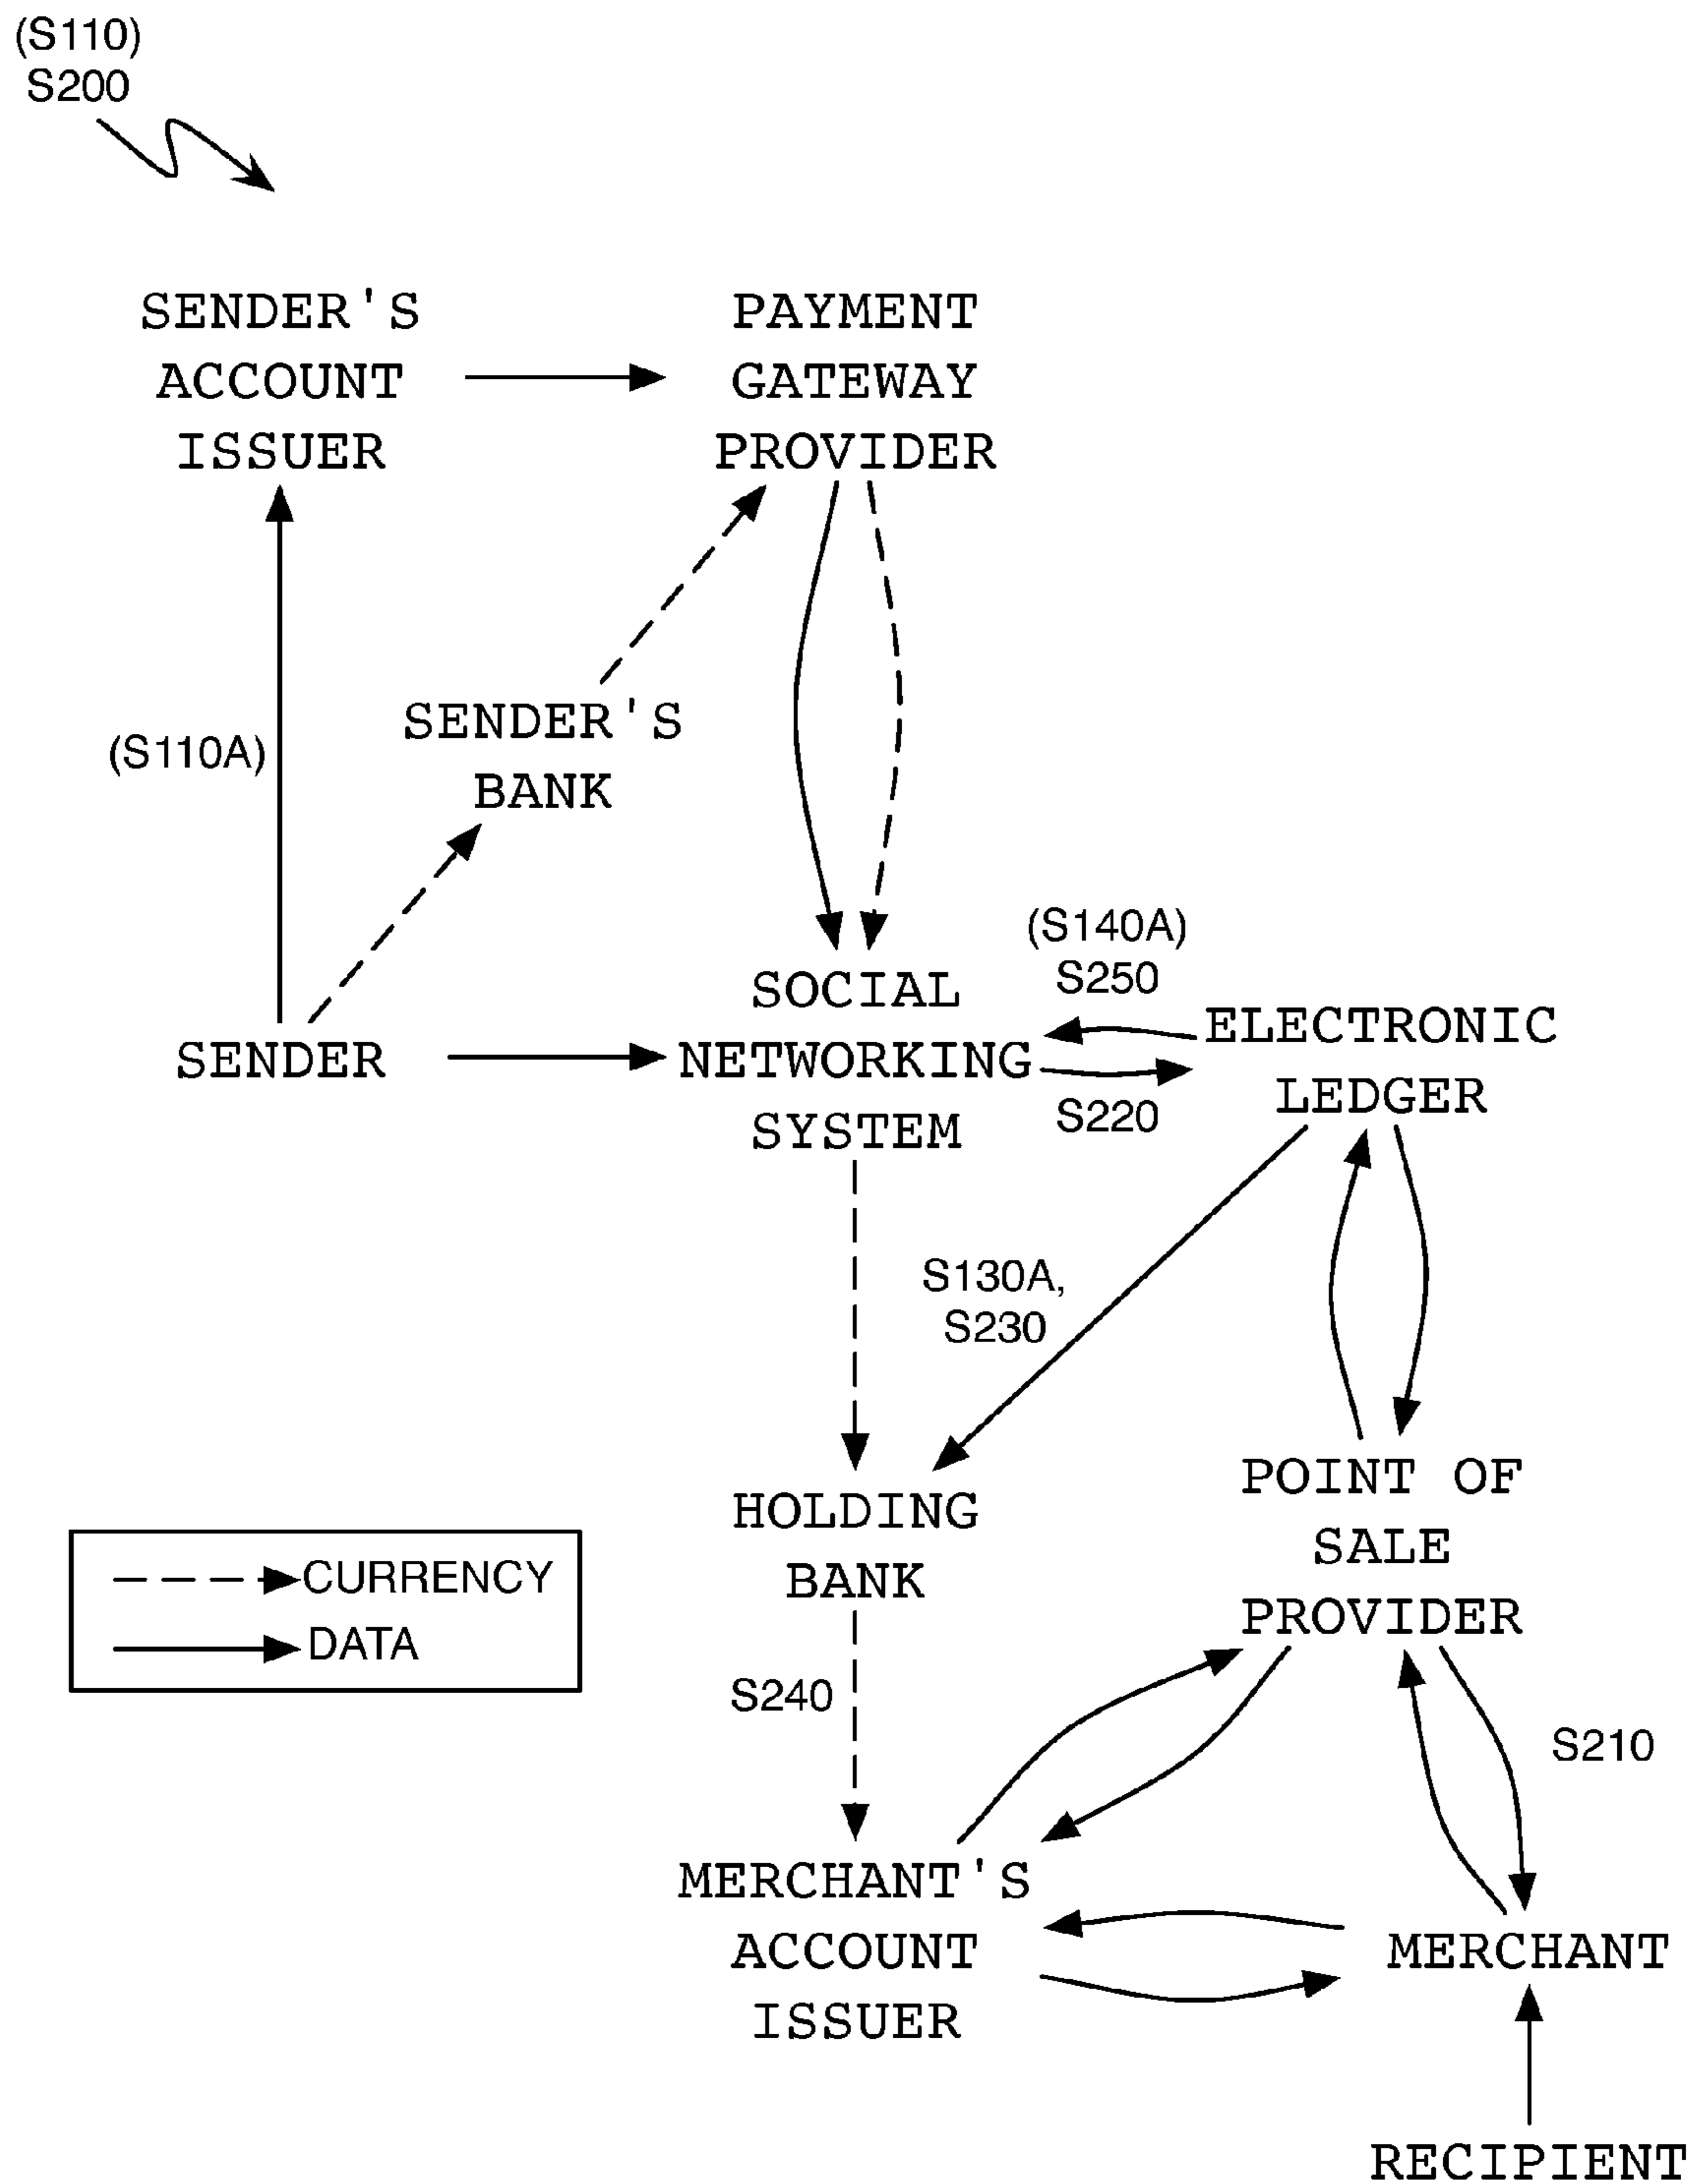 (S110)
S200
SENDER'S
ACCOUNT
ISSUER
PAYMENT
GATEWAY
PROVIDER
(S110A)
SENDER'S
BANK
SENDER
SOCIAL
NETWORKING
SYSTEM
(S140A)
S250
S220
ELECTRONIC
LEDGER
S130A,
S230
HOLDING
BANK
POINT OF
SALE
PROVIDER
CURRENCY
DATA
S240
S210
MERCHANT'S
ACCOUNT
ISSUER
MERCHANT
RECIPIENT